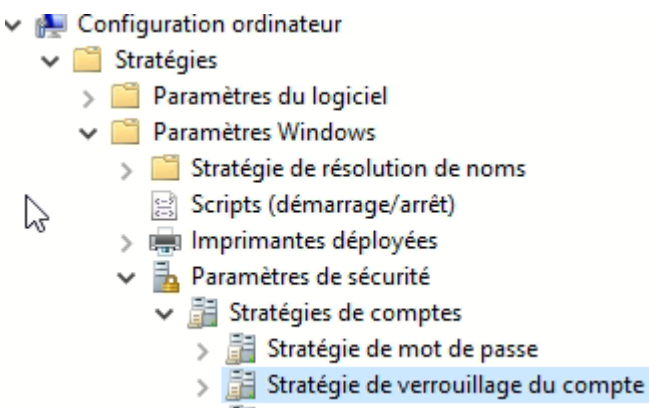 Configuration ordinateur
Stratégies
Paramètres du logiciel
Paramètres Windows
Stratégie de résolution de noms
Scripts (démarrage/arrêt)
Imprimantes déployées
Paramètres de sécurité
Stratégies de comptes
Stratégie de mot de passe
Stratégie de verrouillage du compte